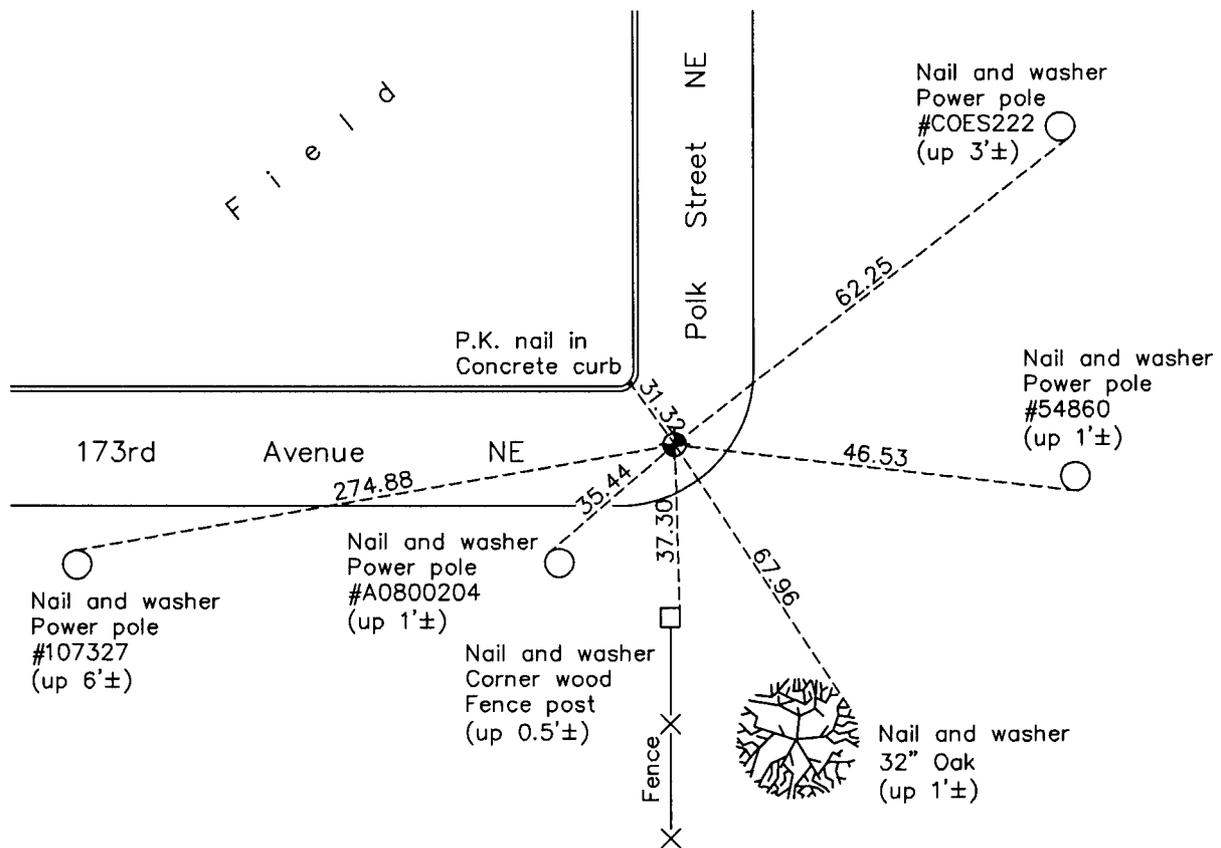 Field
Polk Street NE
Nail and washer
Power pole
#COES222
(up 3'±)
62.25
P.K. nail in
Concrete curb
31.32
Nail and washer
Power pole
#54860
(up 1'±)
173rd Avenue NE
46.53
274.88
35.44
37.30
Nail and washer
Power pole
#A0800204
(up 1'±)
67.96
Nail and washer
Power pole
#107327
(up 6'±)
Nail and washer
Corner wood
Fence post
(up 0.5'±)
Fence
Nail and washer
32" Oak
(up 1'±)